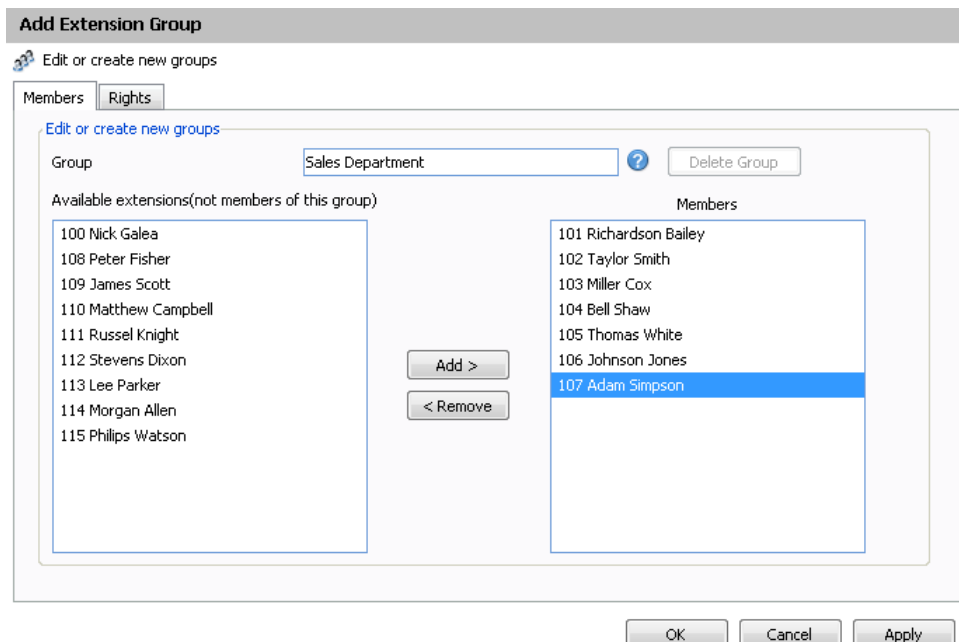 Add Extension Group
Edit or create new groups
Members Rights
Edit or create new groups
Group Sales Department ? Delete Group
Available extensions(not members of this group)
100 Nick Galea
108 Peter Fisher
109 James Scott
110 Matthew Campbell
111 Russel Knight
112 Stevens Dixon
113 Lee Parker
114 Morgan Allen
115 Philips Watson
Add >
< Remove
Members
101 Richardson Bailey
102 Taylor Smith
103 Miller Cox
104 Bell Shaw
105 Thomas White
106 Johnson Jones
107 Adam Simpson
OK Cancel Apply